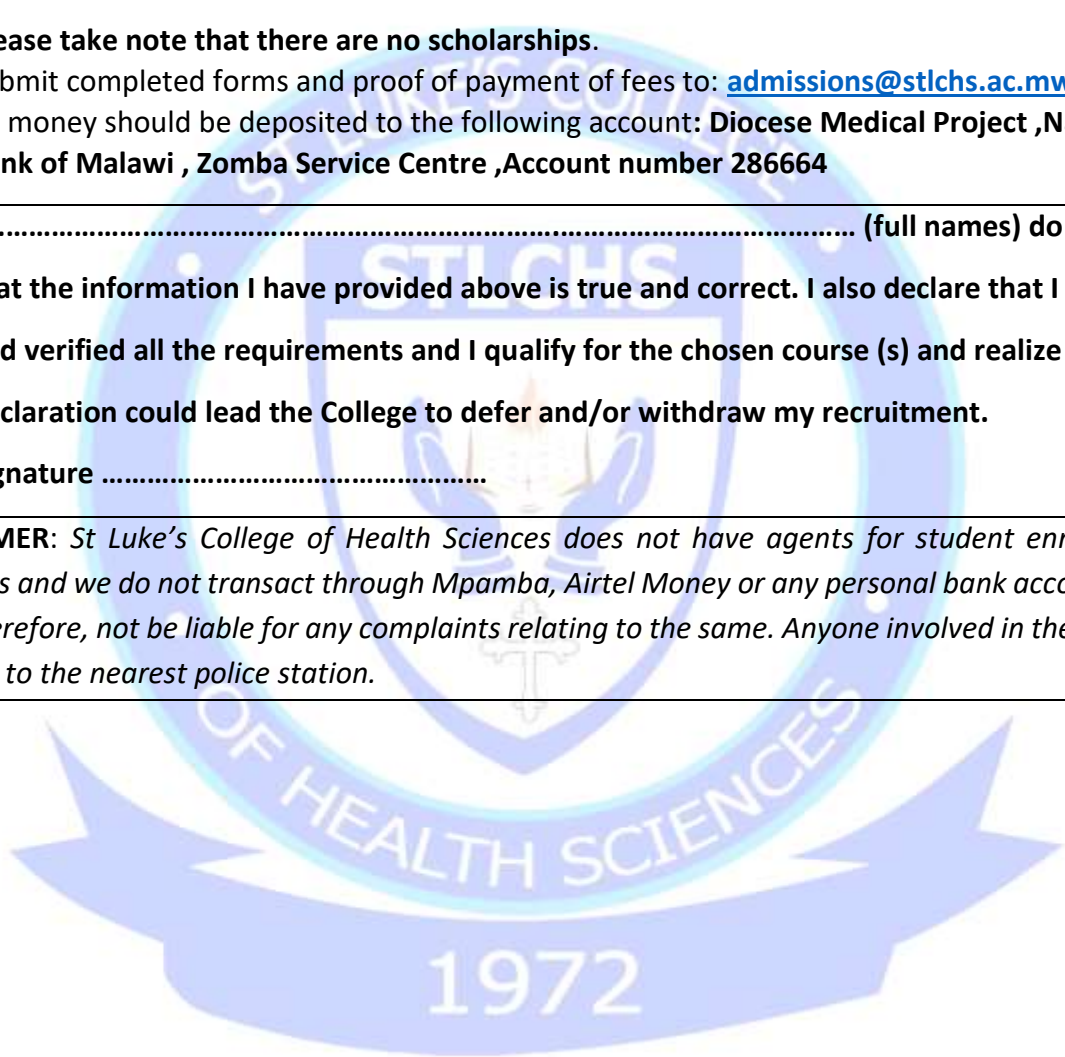 ease take note that there are no scholarships.
bmit completed forms and proof of payment of fees to: admissions@stlchs.ac.mw
money should be deposited to the following account: Diocese Medical Project ,Na
nk of Malawi , Zomba Service Centre ,Account number 286664
…………………………………………………………………………………………… (full names) do
at the information I have provided above is true and correct. I also declare that I
d verified all the requirements and I qualify for the chosen course (s) and realize
claration could lead the College to defer and/or withdraw my recruitment.
gnature ……………………………………………
MER: St Luke’s College of Health Sciences does not have agents for student enr
s and we do not transact through Mpamba, Airtel Money or any personal bank acco
erefore, not be liable for any complaints relating to the same. Anyone involved in the
to the nearest police station.
ST LUKE'S COLLEGE
STLCHS
OF HEALTH SCIENCES
1972